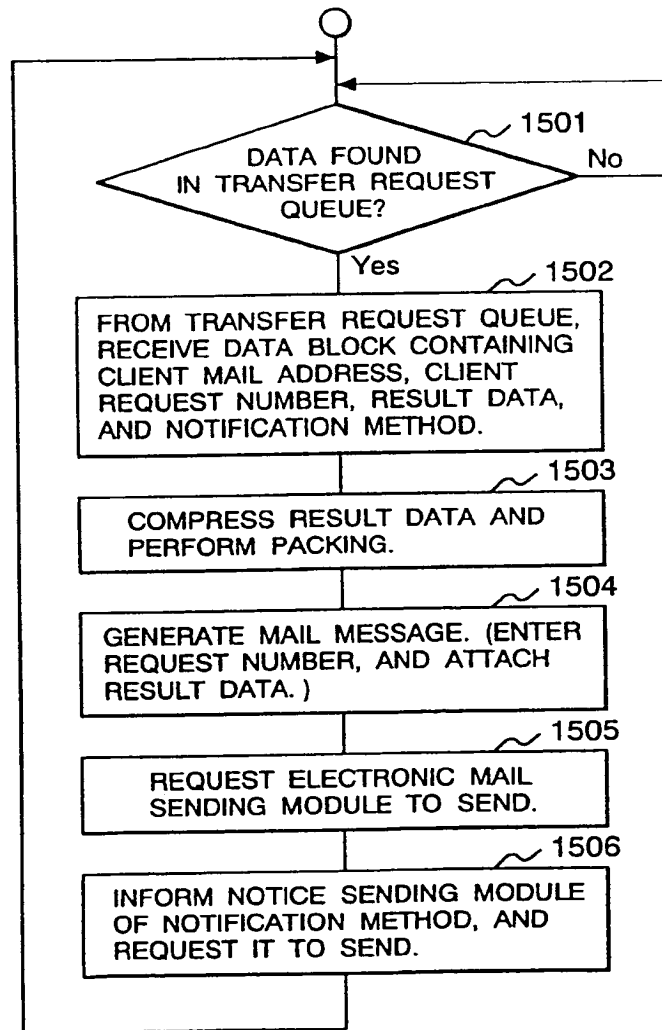 1501
DATA FOUND
IN TRANSFER REQUEST
QUEUE?
No
Yes
1502
FROM TRANSFER REQUEST QUEUE,
RECEIVE DATA BLOCK CONTAINING
CLIENT MAIL ADDRESS, CLIENT
REQUEST NUMBER, RESULT DATA,
AND NOTIFICATION METHOD.
1503
COMPRESS RESULT DATA AND
PERFORM PACKING.
1504
GENERATE MAIL MESSAGE. (ENTER
REQUEST NUMBER, AND ATTACH
RESULT DATA. )
1505
REQUEST ELECTRONIC MAIL
SENDING MODULE TO SEND.
1506
INFORM NOTICE SENDING MODULE
OF NOTIFICATION METHOD, AND
REQUEST IT TO SEND.